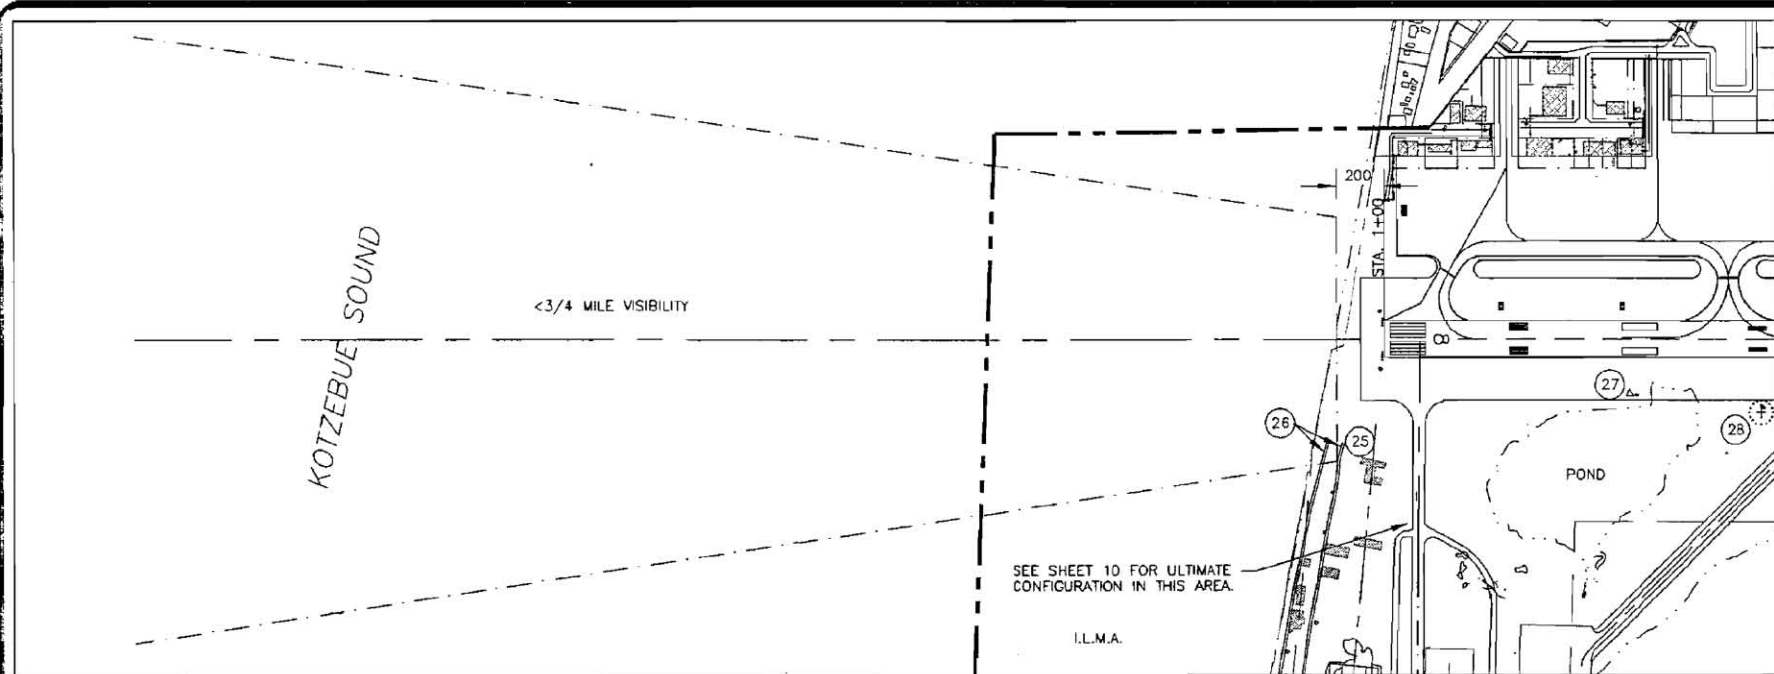 200
STA. 1+00
KOTZEBUE SOUND
<3/4 MILE VISIBILITY
8
27
26
25
28
POND
SEE SHEET 10 FOR ULTIMATE
CONFIGURATION IN THIS AREA.
I.L.M.A.